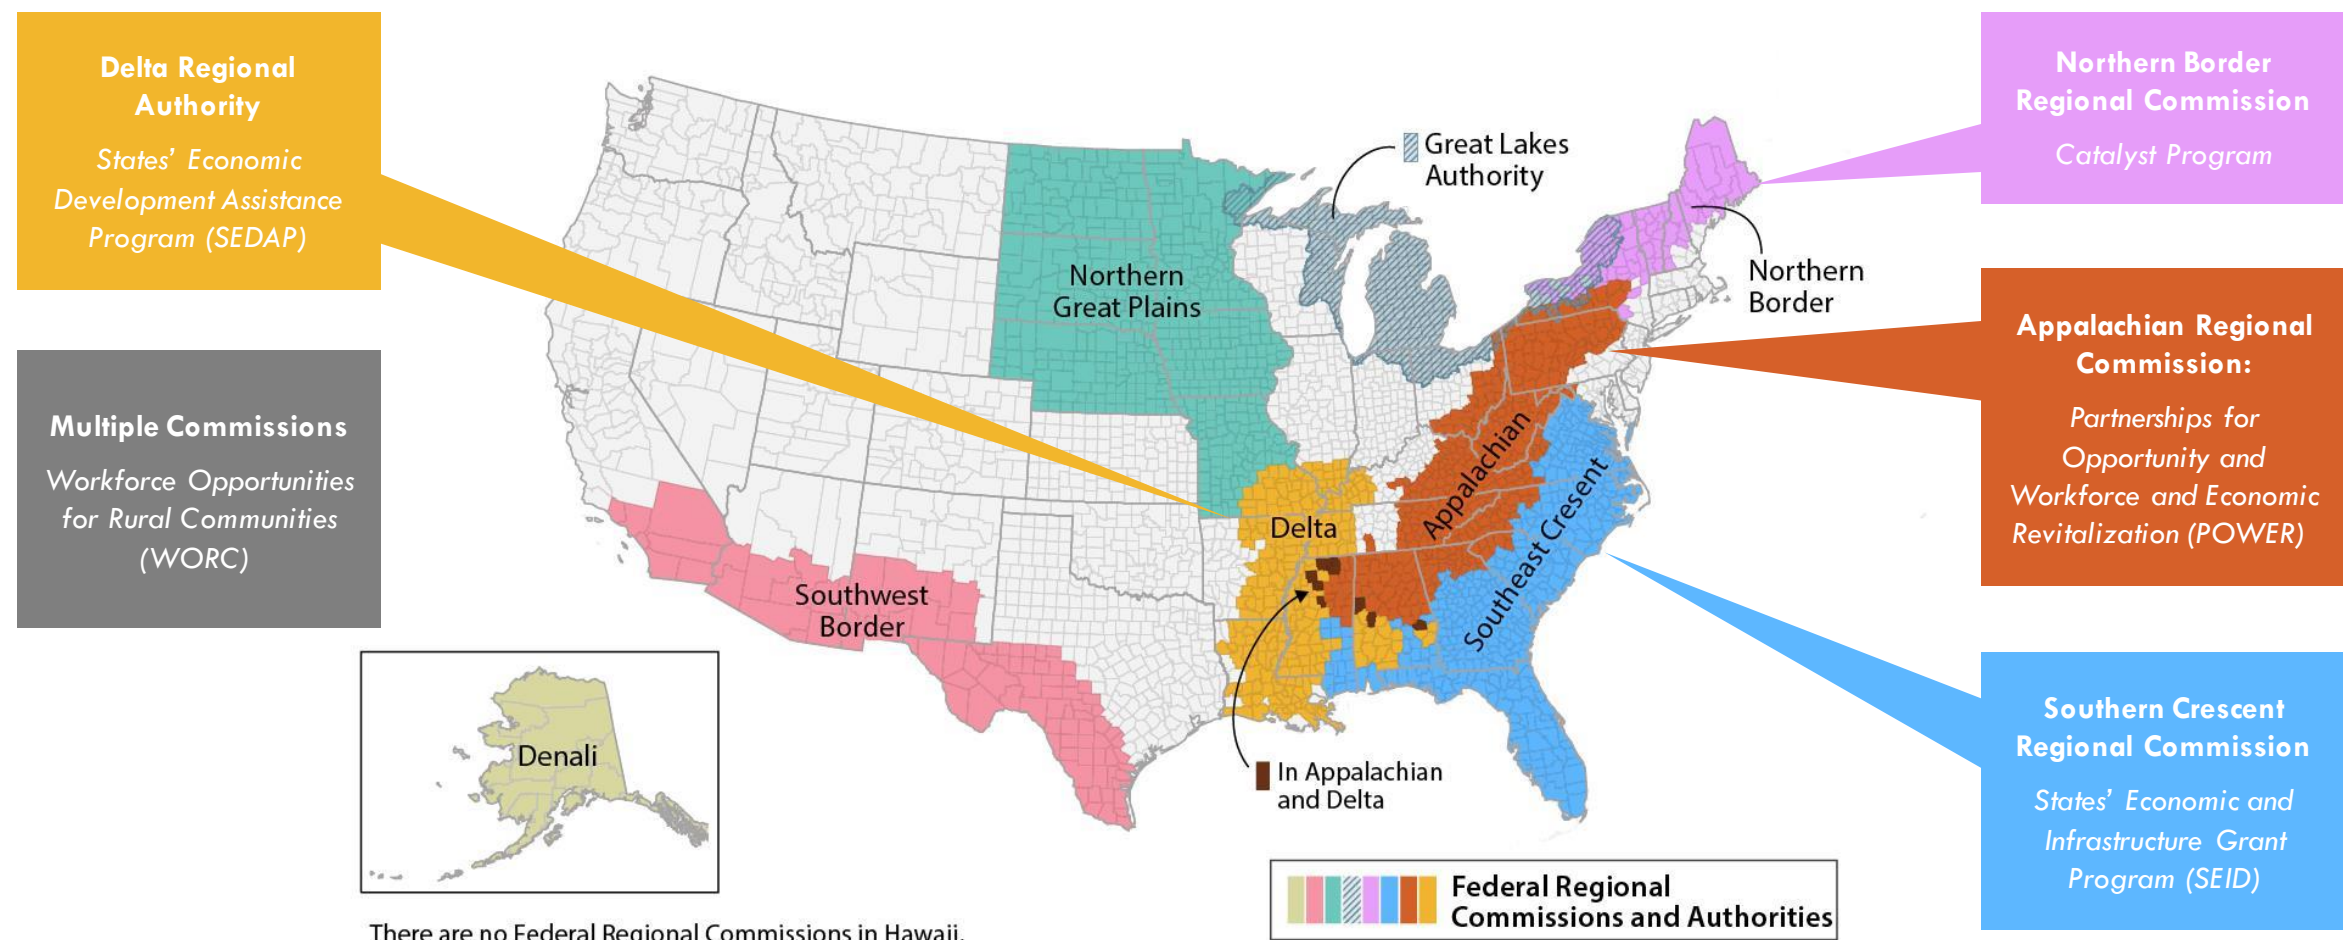 Delta Regional
Authority
States’ Economic
Development Assistance
Program (SEDAP)
Multiple Commissions
Workforce Opportunities
for Rural Communities
(WORC)
Great Lakes
Authority
Northern
Great Plains
Northern
Border
Delta
Appalachian
Southeast Cresent
Southwest
Border
Denali
In Appalachian
and Delta
Federal Regional
Commissions and Authorities
There are no Federal Regional Commissions in Hawaii.
Northern Border
Regional Commission
Catalyst Program
Appalachian Regional
Commission:
Partnerships for
Opportunity and
Workforce and Economic
Revitalization (POWER)
Southern Crescent
Regional Commission
States’ Economic and
Infrastructure Grant
Program (SEID)